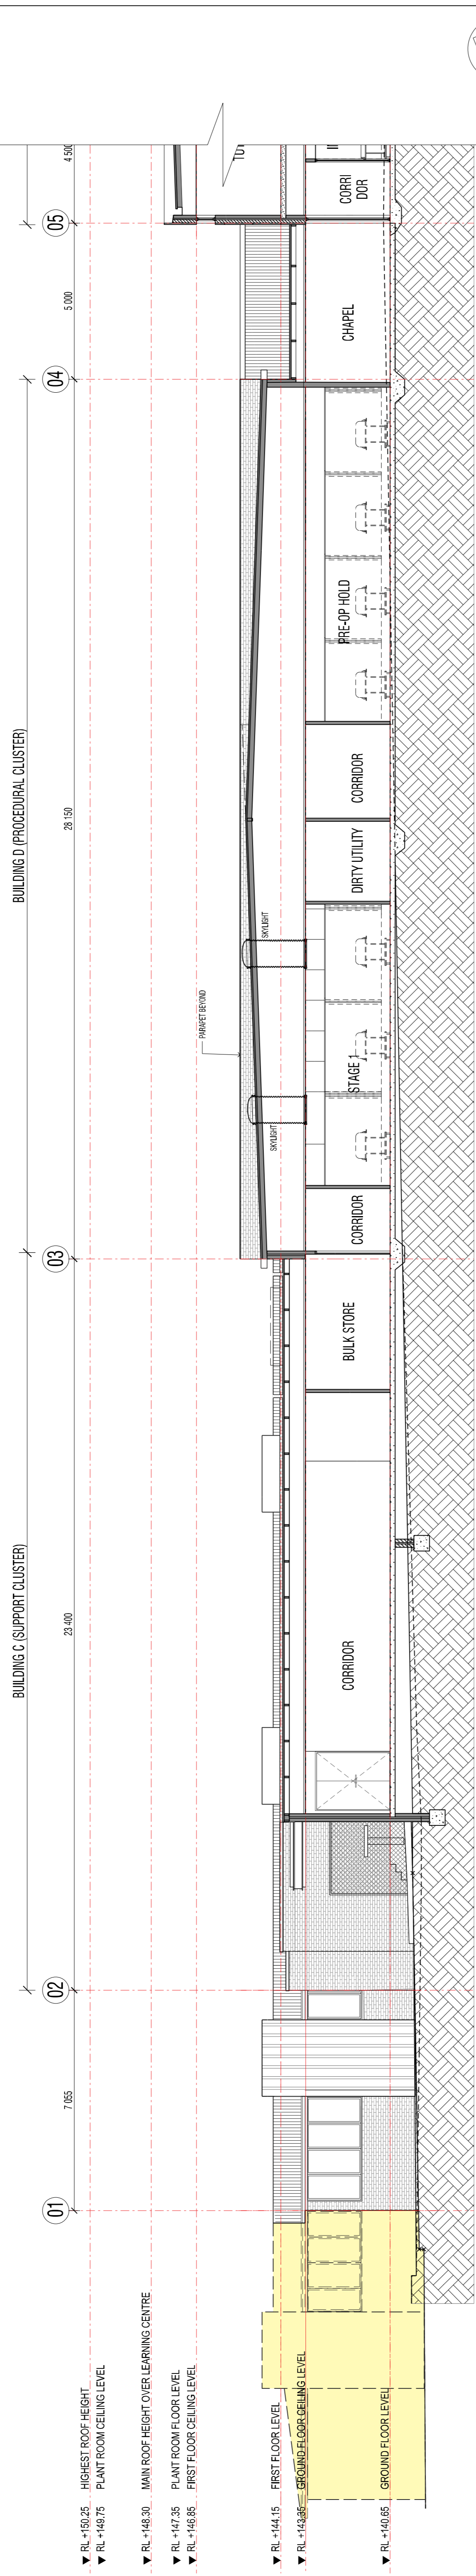 BUILDING C (SUPPORT CLUSTER)
BUILDING D (PROCEDURAL CLUSTER)
7 055
23 400
28 150
5 000
4 500
01
02
03
04
05
RL +150.25 HIGHEST ROOF HEIGHT
RL +149.75 PLANT ROOM CEILING LEVEL
RL +148.30 MAIN ROOF HEIGHT OVER LEARNING CENTRE
RL +147.35 PLANT ROOM FLOOR LEVEL
RL +146.85 FIRST FLOOR CEILING LEVEL
RL +144.15 FIRST FLOOR LEVEL
RL +143.35 GROUND FLOOR CEILING LEVEL
RL +140.65 GROUND FLOOR LEVEL
PARAPET BEYOND
SKYLIGHT
SKYLIGHT
CORRIDOR
BULK STORE
CORRIDOR
STAGE 1
DIRTY UTILITY
CORRIDOR
PRE-OP HOLD
CHAPEL
CORRI
DOR